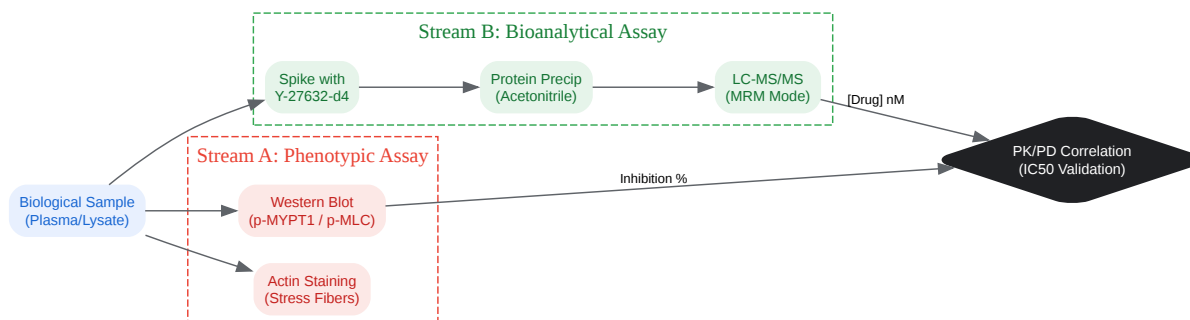 Stream B: Bioanalytical Assay
Spike with
Y-27632-d4
Protein Precip
(Acetonitrile)
LC-MS/MS
(MRM Mode)
[Drug] nM
Stream A: Phenotypic Assay
Biological Sample
(Plasma/Lysate)
Western Blot
(p-MYPT1 / p-MLC)
Inhibition %
PK/PD Correlation
(IC50 Validation)
Actin Staining
(Stress Fibers)